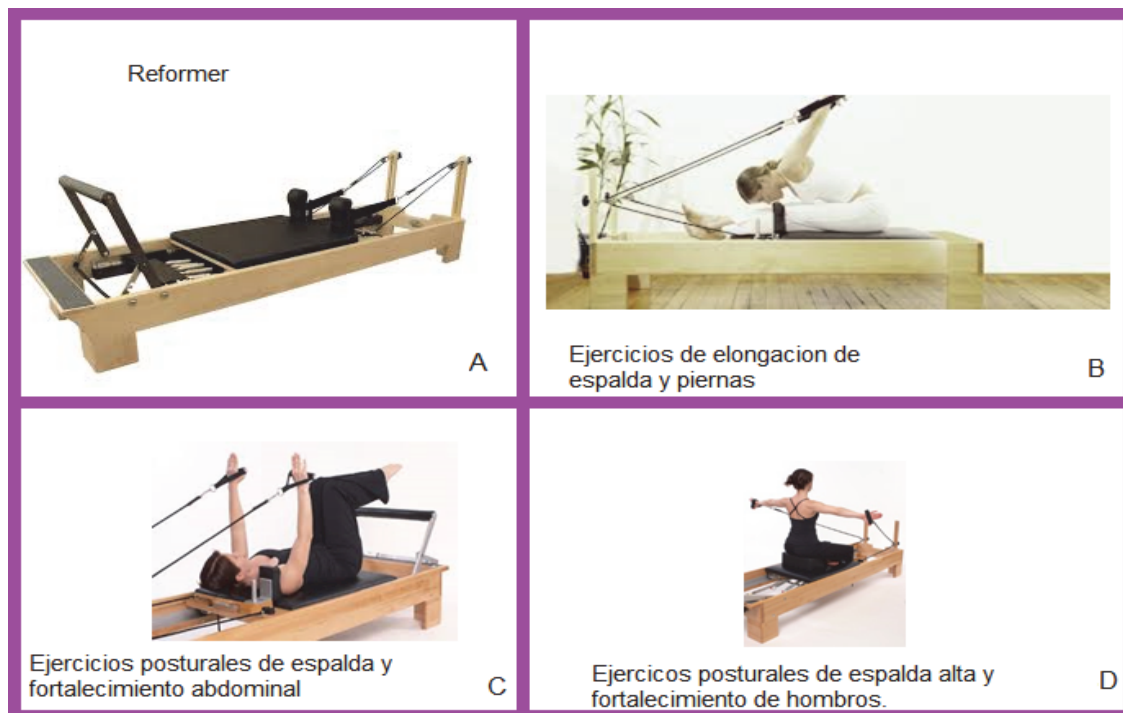 Reformer
A
Ejercicios de elongacion de
espalda y piernas
B
Ejercicios posturales de espalda y
fortalecimiento abdominal
C
Ejercicos posturales de espalda alta y
fortalecimiento de hombros.
D